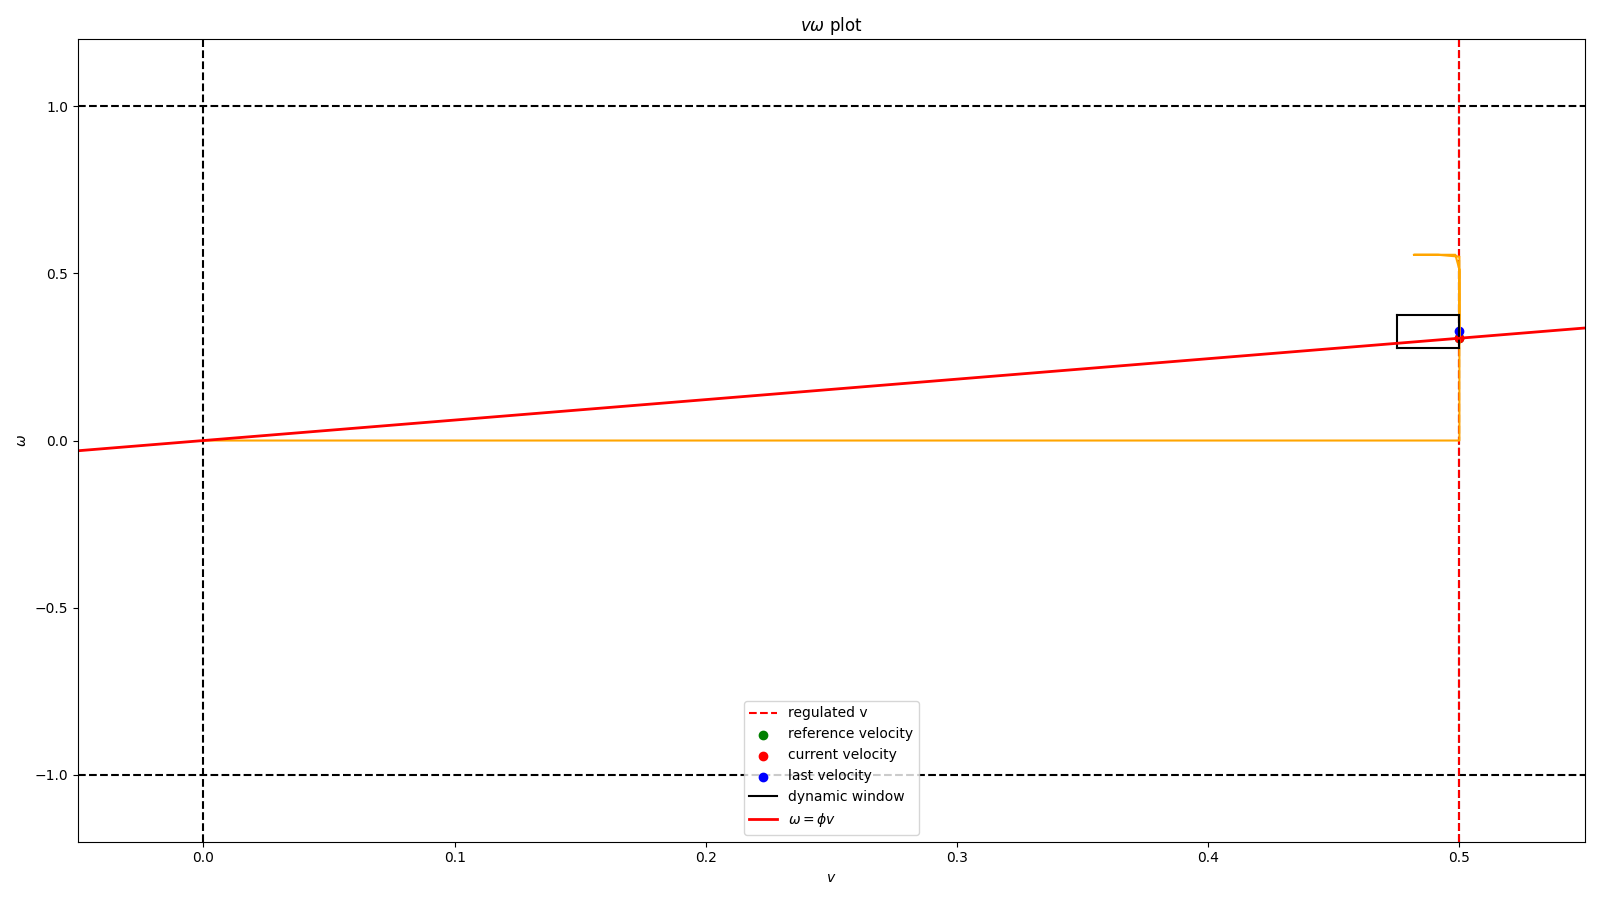 vω plot
1.0
0.5
0.0
−0.5
−1.0
ω
regulated v
reference velocity
current velocity
last velocity
dynamic window
ω = ϕv
0.0 0.1 0.2 0.3 0.4 0.5
v